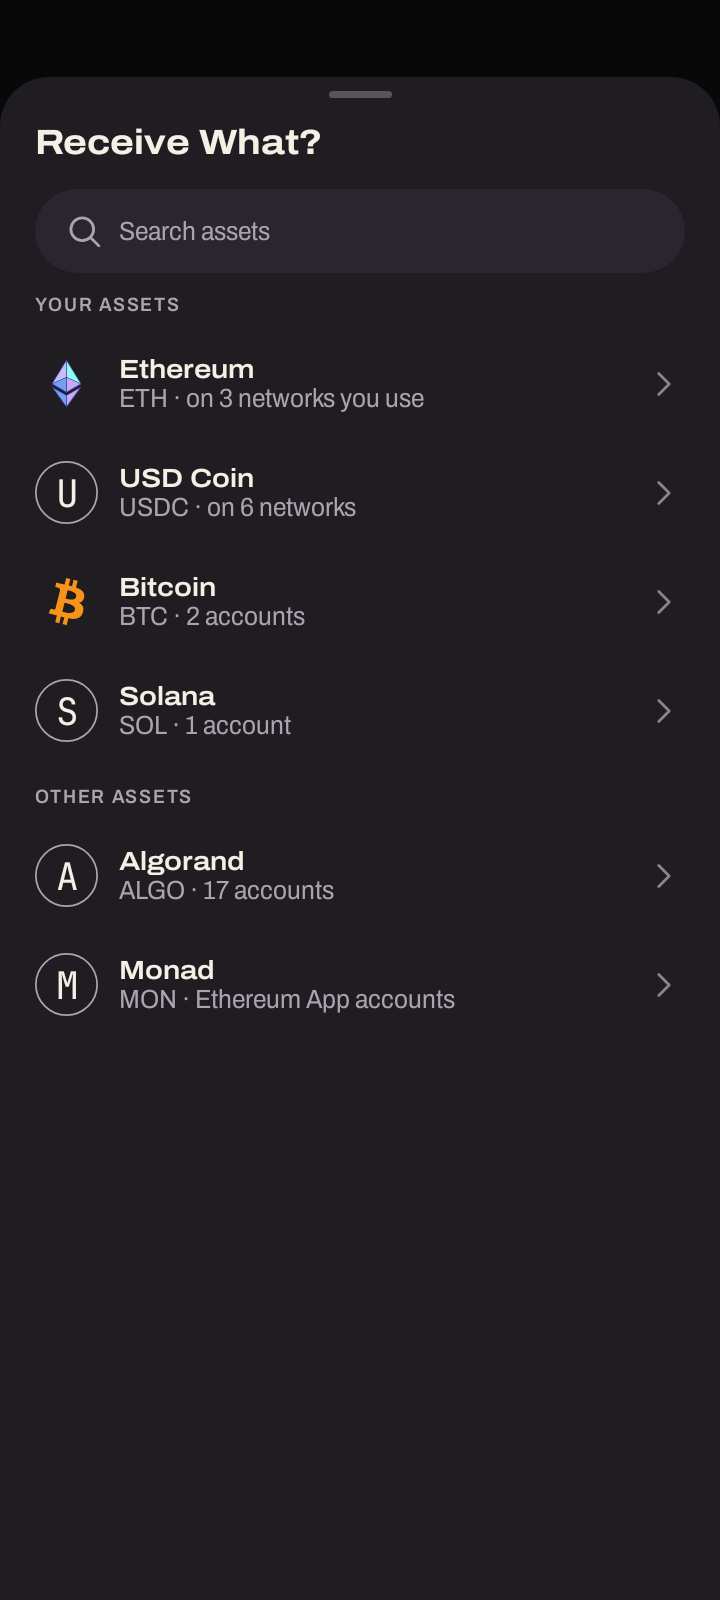 Receive What?
Search assets
YOUR ASSETS
Ethereum
ETH · on 3 networks you use
U
USD Coin
USDC · on 6 networks
Bitcoin
BTC · 2 accounts
S
Solana
SOL · 1 account
OTHER ASSETS
A
Algorand
ALGO · 17 accounts
M
Monad
MON · Ethereum App accounts